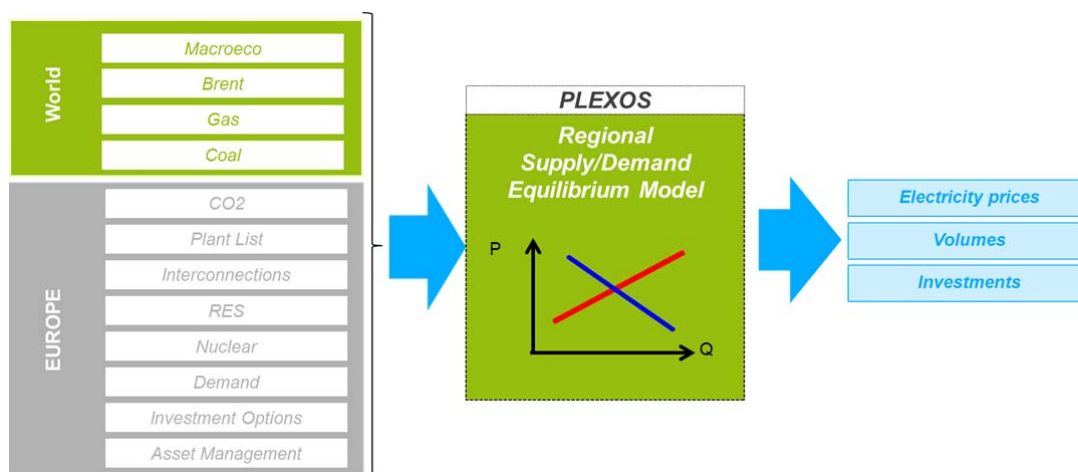 World
Macroeco
Brent
Gas
Coal
EUROPE
CO2
Plant List
Interconnections
RES
Nuclear
Demand
Investment Options
Asset Management
PLEXOS
Regional
Supply/Demand
Equilibrium Model
P
Q
Electricity prices
Volumes
Investments